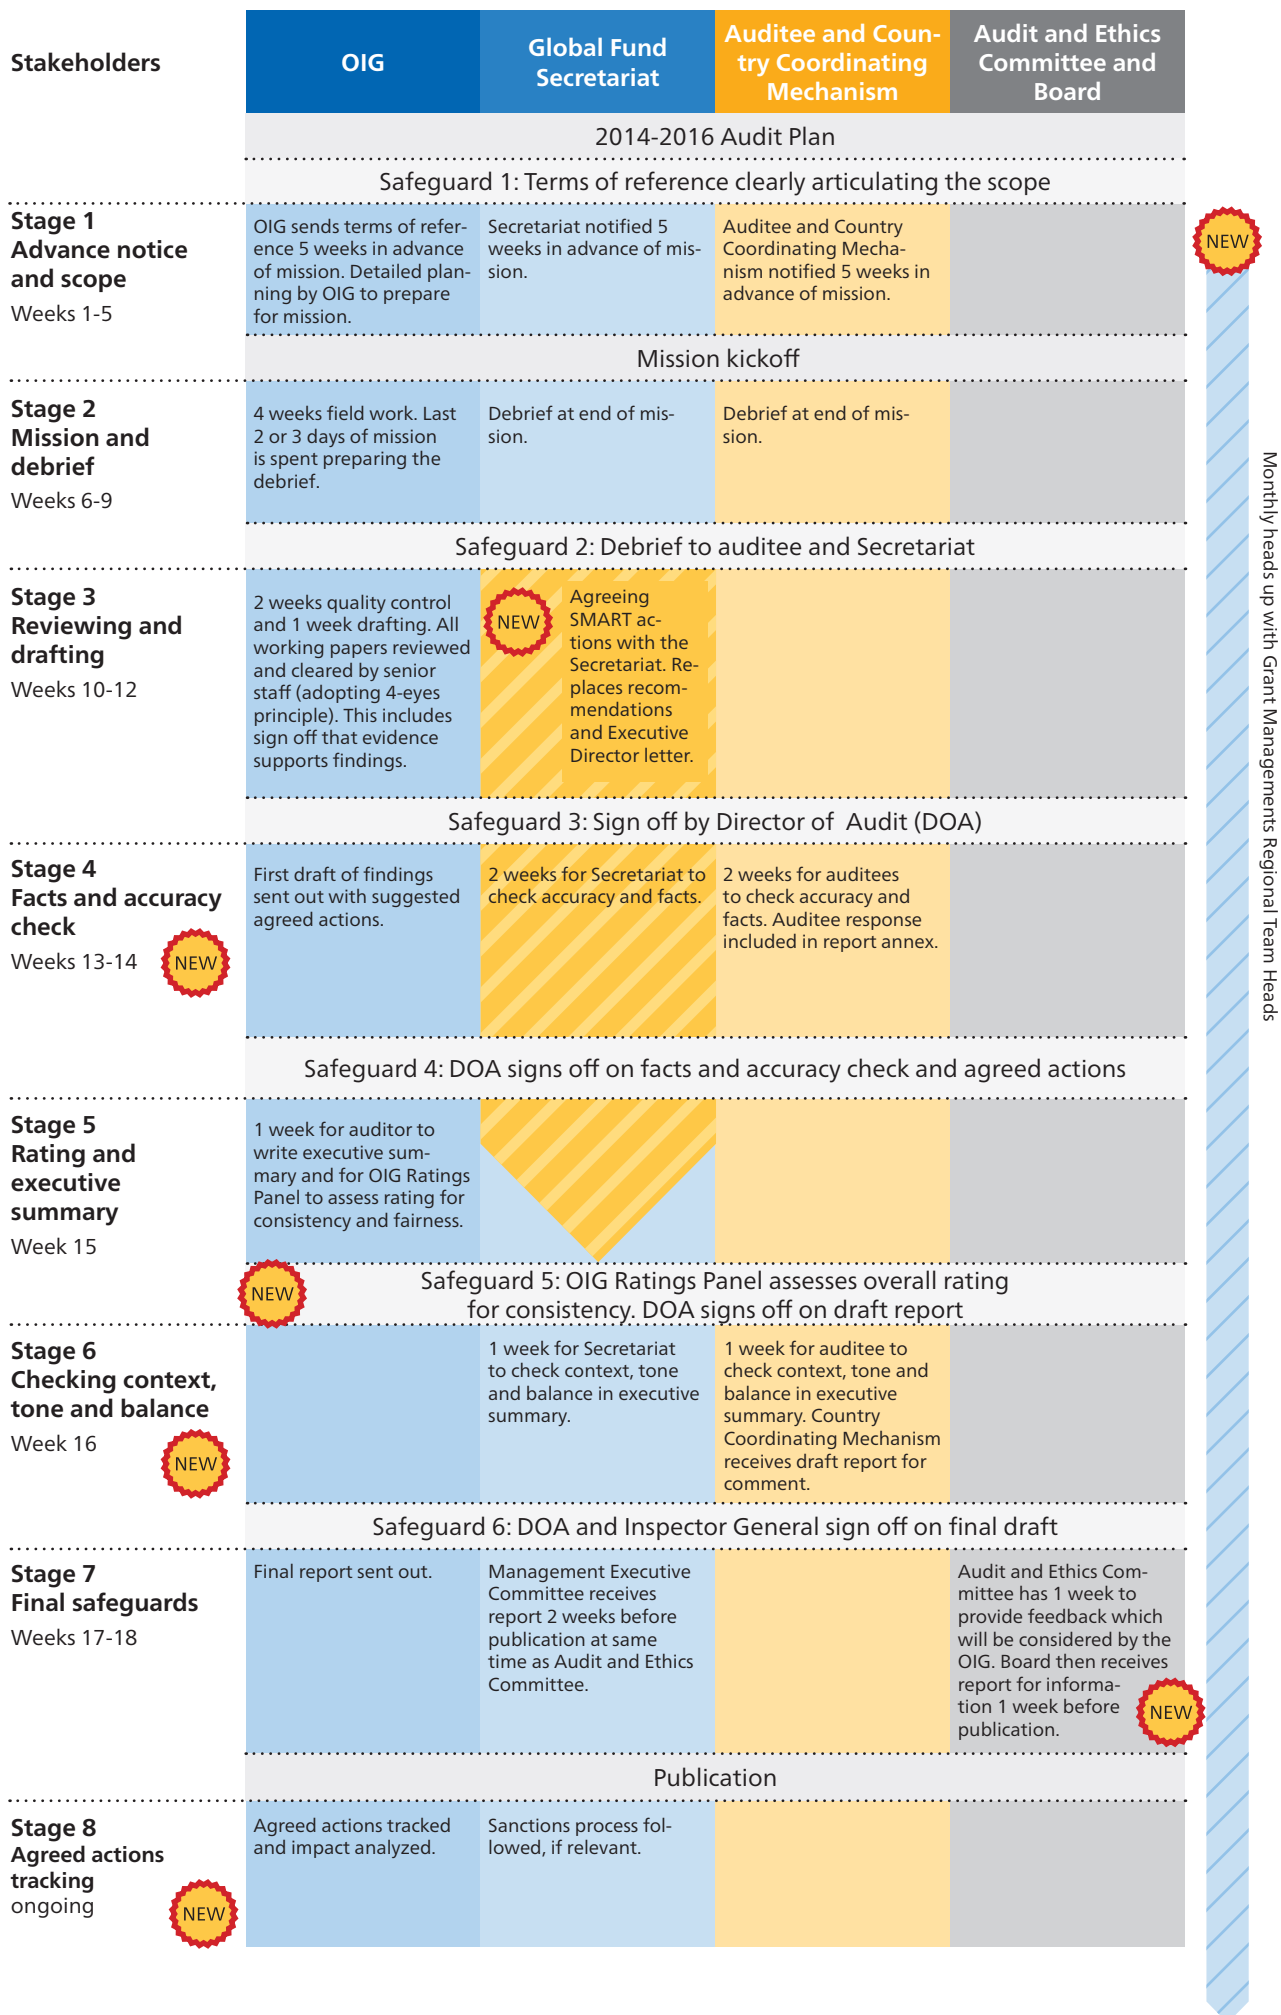 Stakeholders
OIG
Global Fund
Secretariat
Auditee and Coun-
try Coordinating
Mechanism
Audit and Ethics
Committee and
Board
2014-2016 Audit Plan
Safeguard 1: Terms of reference clearly articulating the scope
Stage 1
Advance notice
and scope
Weeks 1-5
OIG sends terms of refer-
ence 5 weeks in advance
of mission. Detailed plan-
ning by OIG to prepare
for mission.
Secretariat notified 5
weeks in advance of mis-
sion.
Auditee and Country
Coordinating Mecha-
nism notified 5 weeks in
advance of mission.
NEW
Monthly heads up with Grant Managements Regional Team Heads
Mission kickoff
Stage 2
Mission and
debrief
Weeks 6-9
4 weeks field work. Last
2 or 3 days of mission
is spent preparing the
debrief.
Debrief at end of mis-
sion.
Debrief at end of mis-
sion.
Safeguard 2: Debrief to auditee and Secretariat
Stage 3
Reviewing and
drafting
Weeks 10-12
2 weeks quality control
and 1 week drafting. All
working papers reviewed
and cleared by senior
staff (adopting 4-eyes
principle). This includes
sign off that evidence
supports findings.
NEW
Agreeing
SMART ac-
tions with the
Secretariat. Re-
places recom-
mendations
and Executive
Director letter.
Safeguard 3: Sign off by Director of Audit (DOA)
Stage 4
Facts and accuracy
check
Weeks 13-14
NEW
First draft of findings
sent out with suggested
agreed actions.
2 weeks for Secretariat to
check accuracy and facts.
2 weeks for auditees
to check accuracy and
facts. Auditee response
included in report annex.
Safeguard 4: DOA signs off on facts and accuracy check and agreed actions
Stage 5
Rating and
executive
summary
Week 15
1 week for auditor to
write executive sum-
mary and for OIG Ratings
Panel to assess rating for
consistency and fairness.
NEW
Safeguard 5: OIG Ratings Panel assesses overall rating
for consistency. DOA signs off on draft report
Stage 6
Checking context,
tone and balance
Week 16
NEW
1 week for Secretariat
to check context, tone
and balance in executive
summary.
1 week for auditee to
check context, tone and
balance in executive
summary. Country
Coordinating Mechanism
receives draft report for
comment.
Safeguard 6: DOA and Inspector General sign off on final draft
Stage 7
Final safeguards
Weeks 17-18
Final report sent out.
Management Executive
Committee receives
report 2 weeks before
publication at same
time as Audit and Ethics
Committee.
Audit and Ethics Com-
mittee has 1 week to
provide feedback which
will be considered by the
OIG. Board then receives
report for informa-
tion 1 week before
publication.
NEW
Publication
Stage 8
Agreed actions
tracking
ongoing
NEW
Agreed actions tracked
and impact analyzed.
Sanctions process fol-
lowed, if relevant.